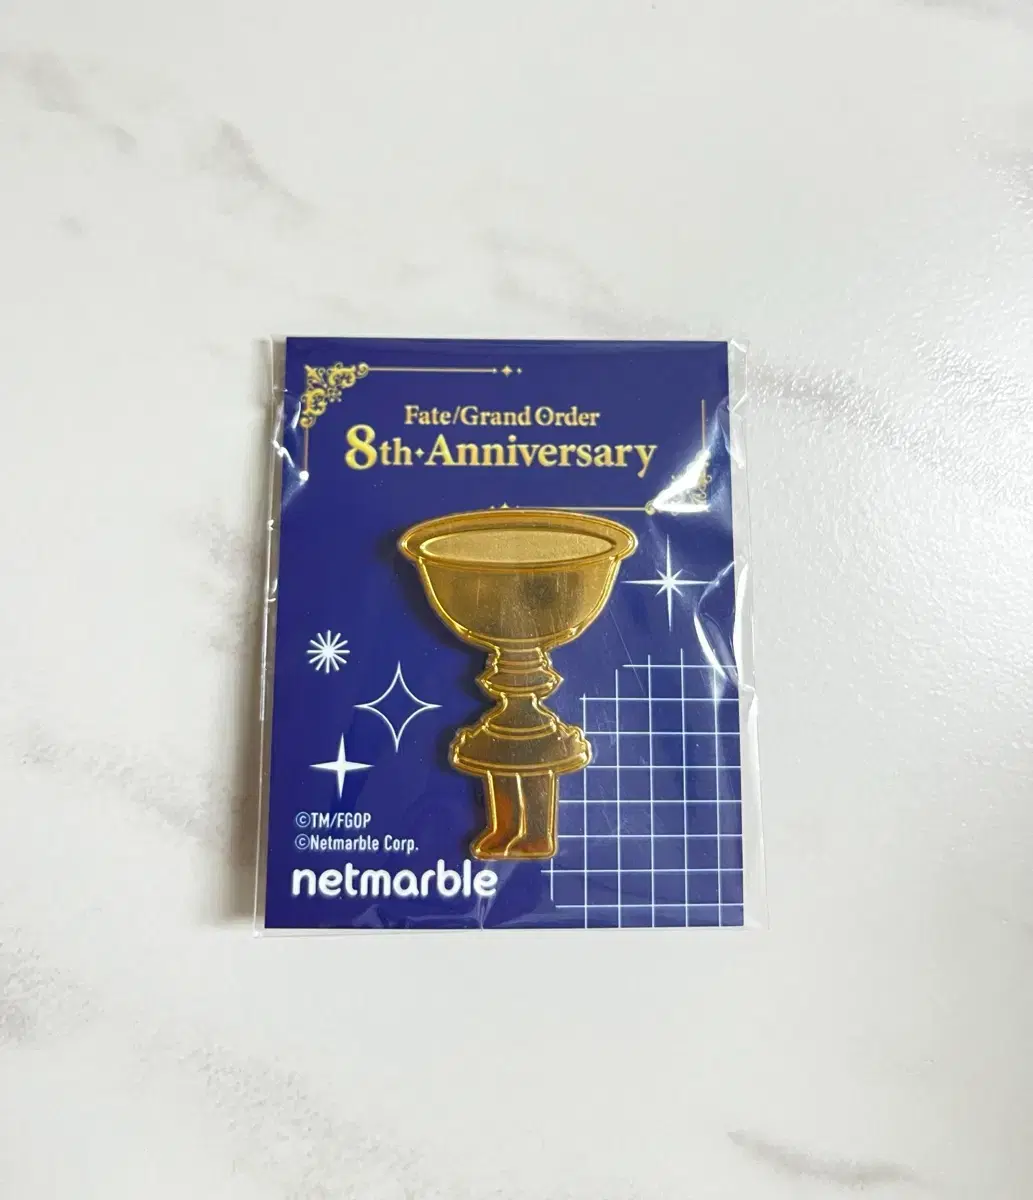 Fate/Grand Order
8th・Anniversary
©TM/FGOP
©Netmarble Corp.
netmarble